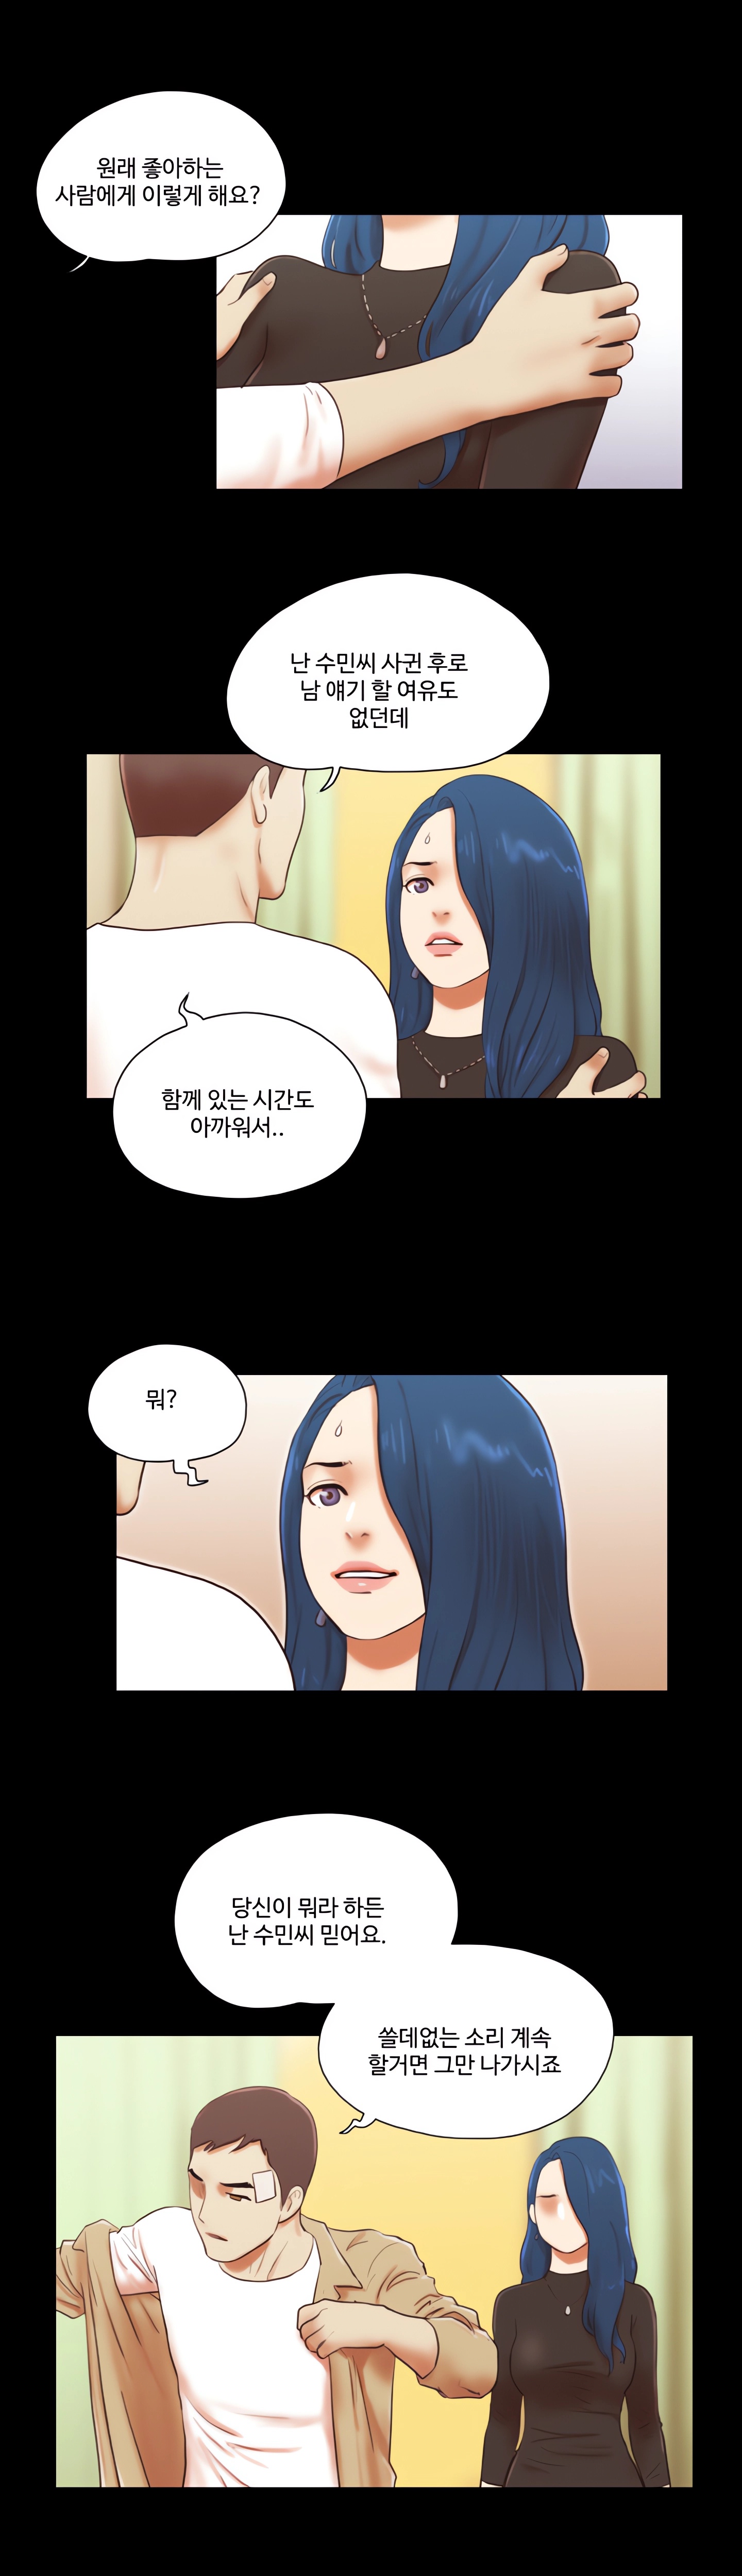 원래 좋아하는
사람에게 이렇게 해요?
난 수민씨 사귄 후로
남 얘기 할 여유도
없던데
함께 있는 시간도
아까워서..
뭐?
당신이 뭐라 하든
난 수민씨 믿어요.
쓸데없는 소리 계속
할거면 그만 나가시죠